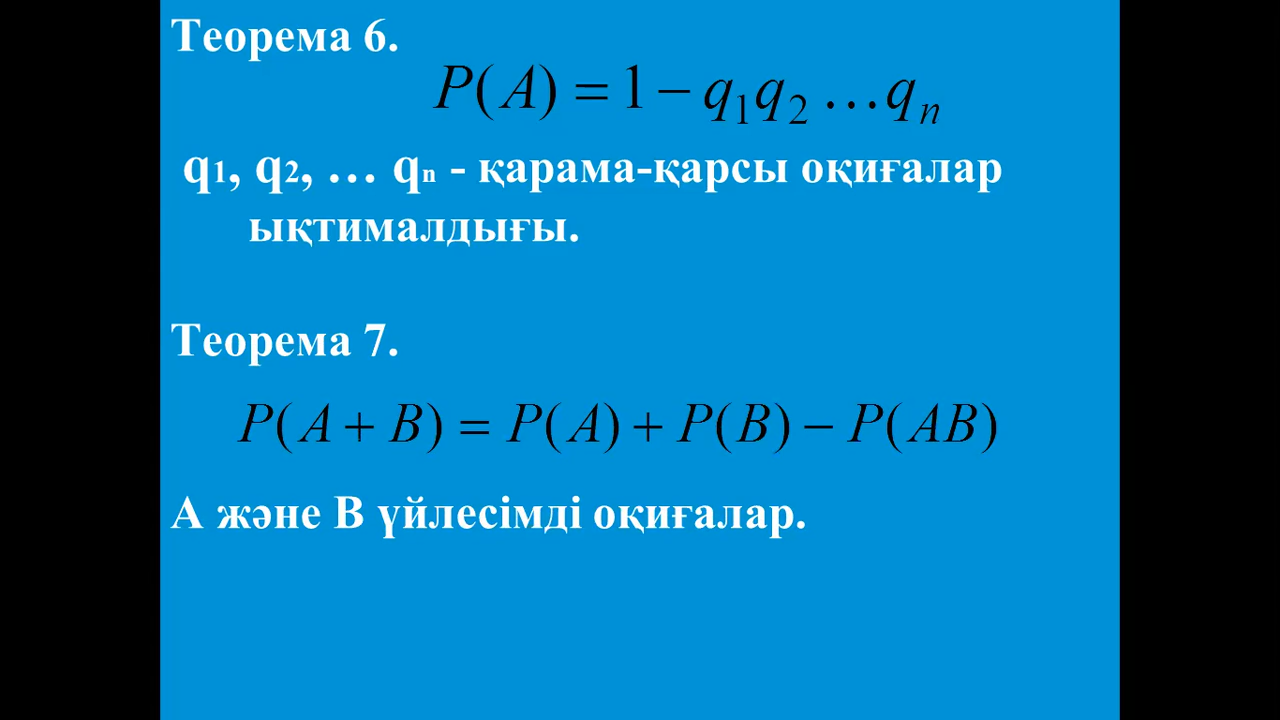 Теорема 6.
P(A) = 1 − q₁q₂ …qₙ
q₁, q₂, … qₙ - қарама-қарсы оқиғалар
ықтималдығы.
Теорема 7.
P(A + B) = P(A) + P(B) − P(AB)
А және В үйлесімді оқиғалар.